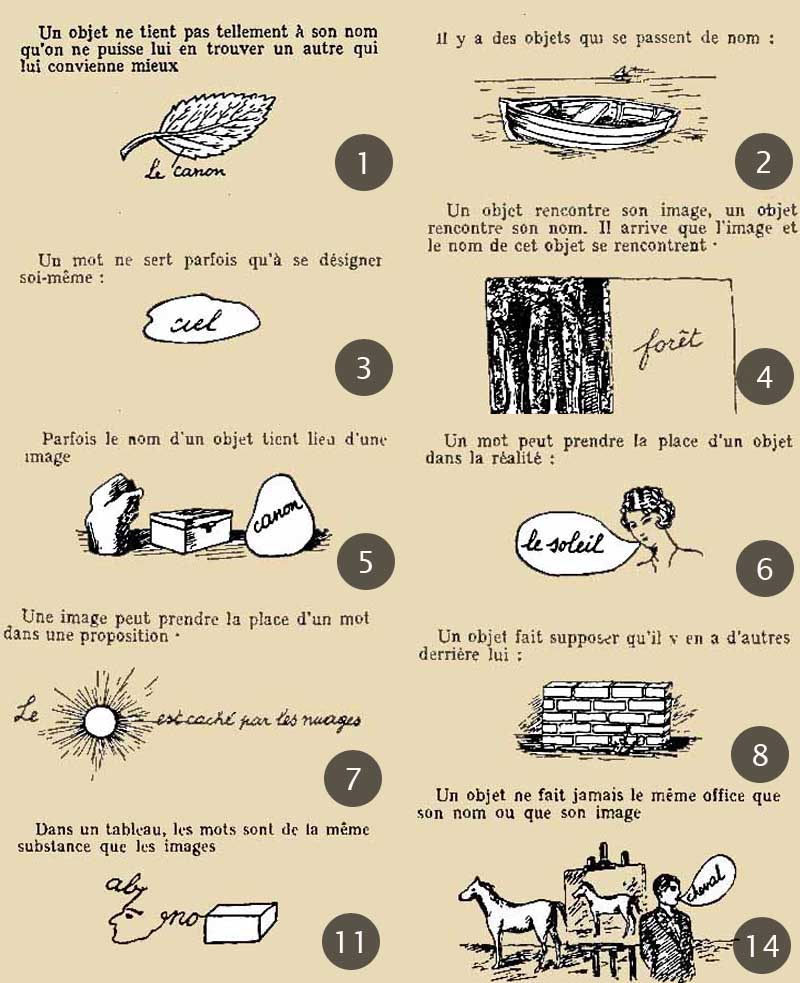 Un objet ne tient pas tellement à son nom
qu'on ne puisse lui en trouver un autre qui
lui convienne mieux
Le canon
1
Il y a des objets qui se passent de nom :
2
Un mot ne sert parfois qu'à se désigner
soi-même :
ciel
3
Un objet rencontre son image, un objet
rencontre son nom. Il arrive que l'image et
le nom de cet objet se rencontrent ·
forêt
4
Parfois le nom d'un objet tient lieu d'une
image
canon
5
Un mot peut prendre la place d'un objet
dans la réalité :
le soleil
6
Une image peut prendre la place d'un mot
dans une proposition ·
Le
est caché par les nuages
7
Un objet fait supposer qu'il y en a d'autres
derrière lui :
8
Dans un tableau, les mots sont de la même
substance que les images
no
11
Un objet ne fait jamais le même office que
son nom ou que son image
cheval
14